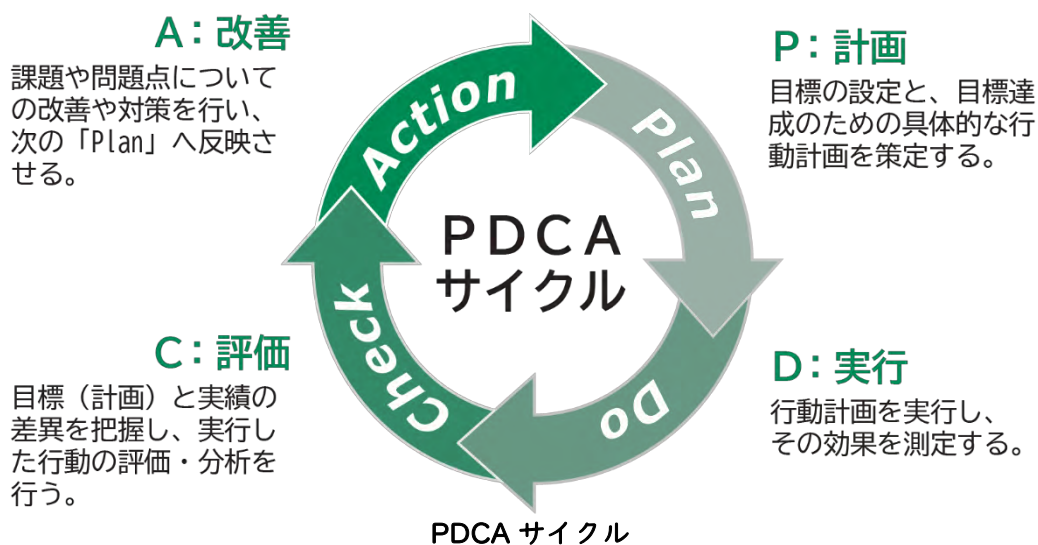 A：改善
課題や問題点について
の改善や対策を行い、
次の「Plan」へ反映さ
せる。
P：計画
目標の設定と、目標達
成のための具体的な行
動計画を策定する。
Action
Plan
PDCA
サイクル
Check
Do
C：評価
目標（計画）と実績の
差異を把握し、実行し
た行動の評価・分析を
行う。
D：実行
行動計画を実行し、
その効果を測定する。
PDCA サイクル